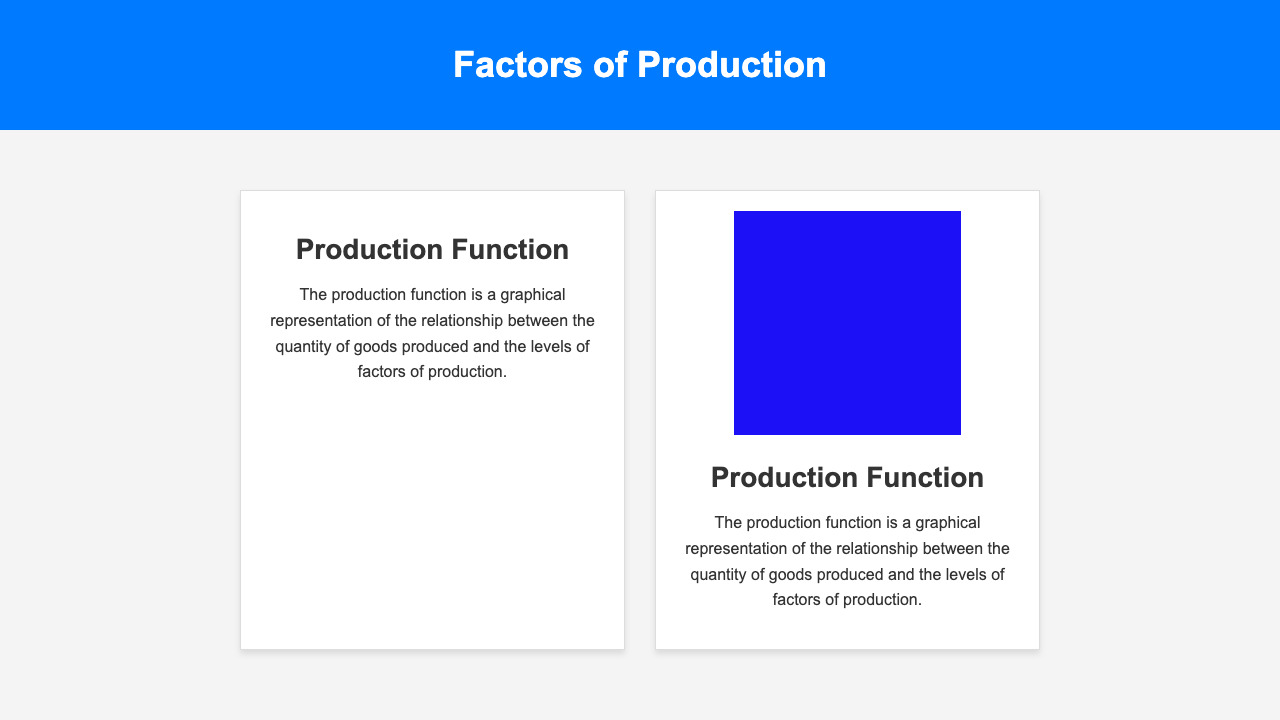 Factors of Production
Production Function
The production function is a graphical
representation of the relationship between the
quantity of goods produced and the levels of
factors of production.
Production Function
The production function is a graphical
representation of the relationship between the
quantity of goods produced and the levels of
factors of production.